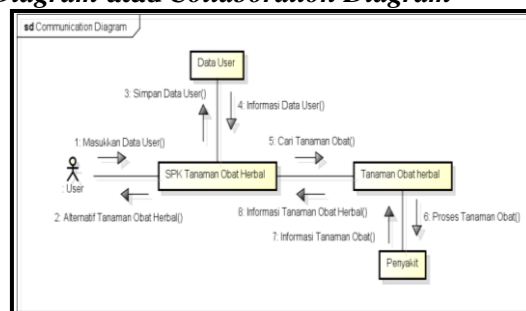 Diagram atau Collaboration Diagram
sd Communication Diagram
Data User
3: Simpan Data User()
4: Informasi Data User()
1: Masukkan Data User()
5: Cari Tanaman Obat()
SPK Tanaman Obat Herbal
Tanaman Obat herbal
: User
2: Alternatif Tanaman Obat Herbal()
8: Informasi Tanaman Obat Herbal()
6: Proses Tanaman Obat()
7: Informasi Tanaman Obat()
Penyakit